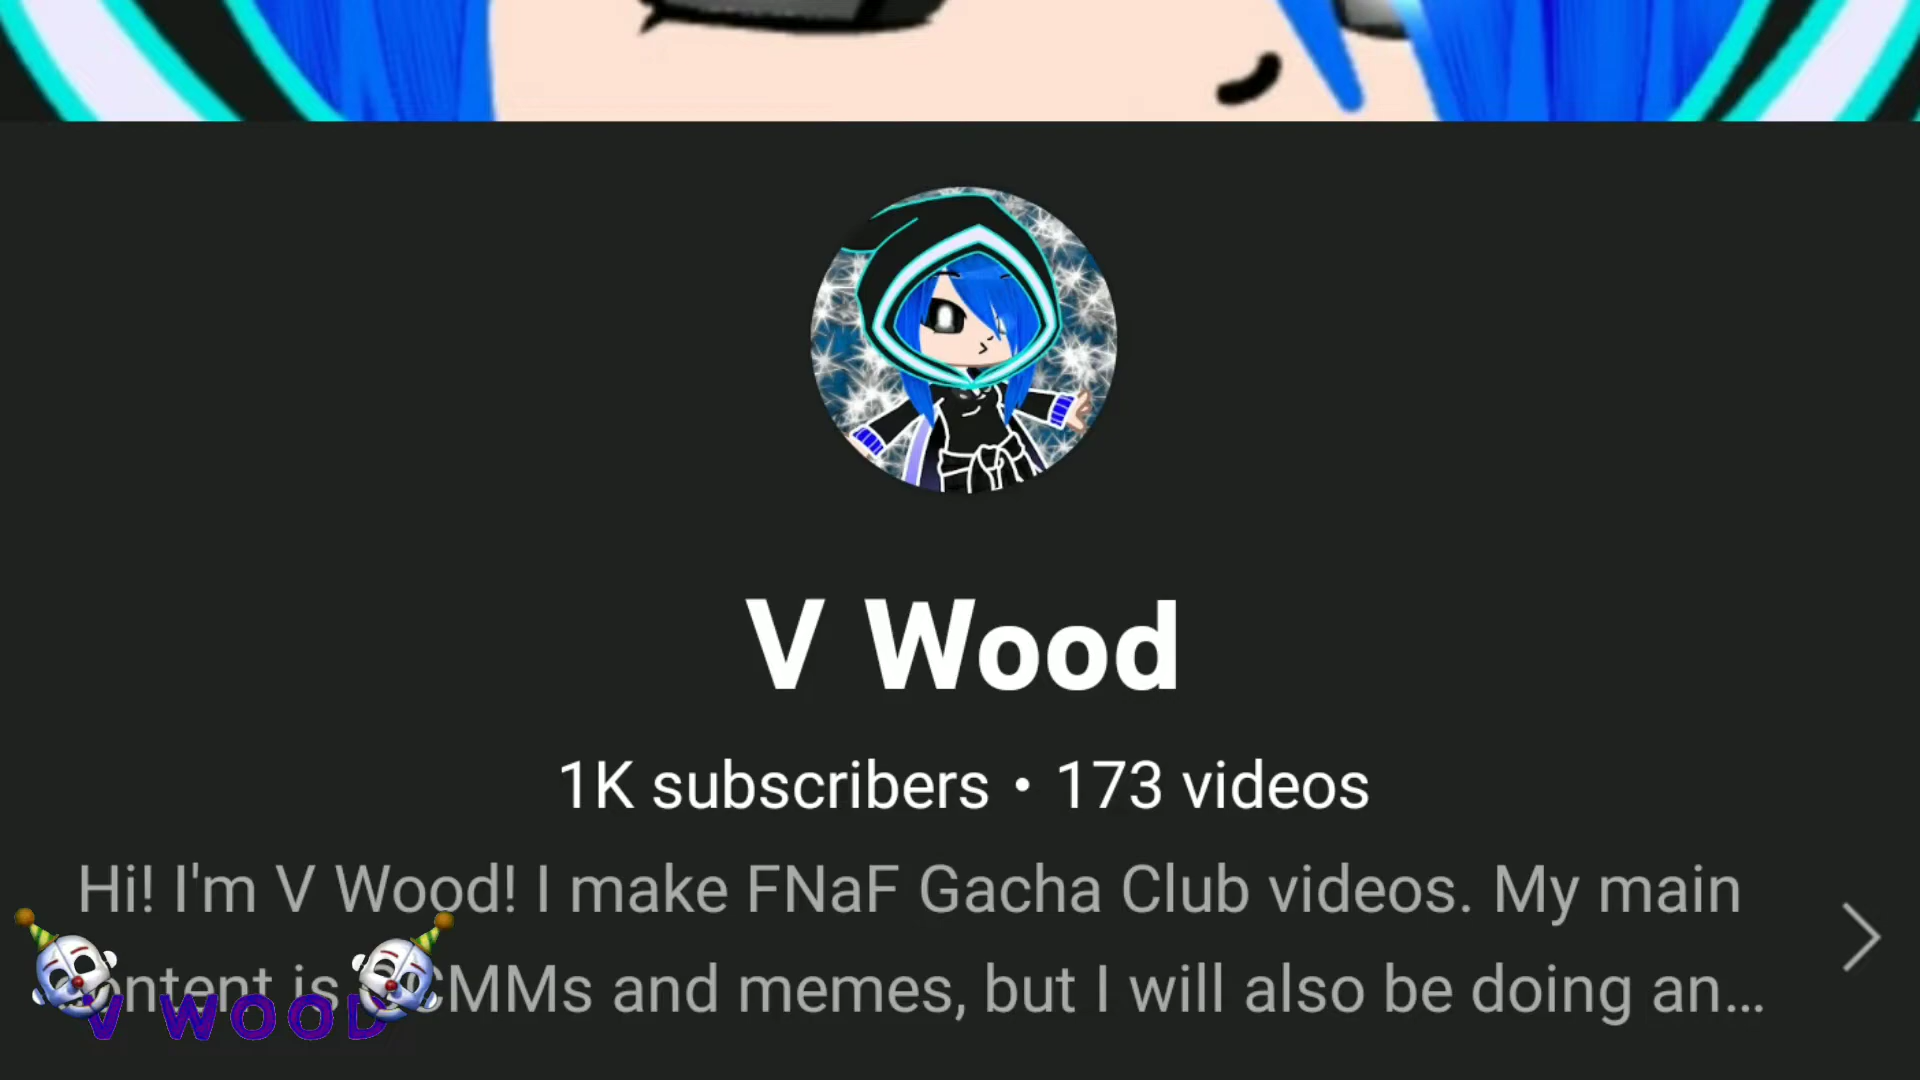 V Wood
1K subscribers • 173 videos
Hi! I'm V Wood! I make FNaF Gacha Club videos. My main
is and memes, but I will also be doing an...
V WOOD